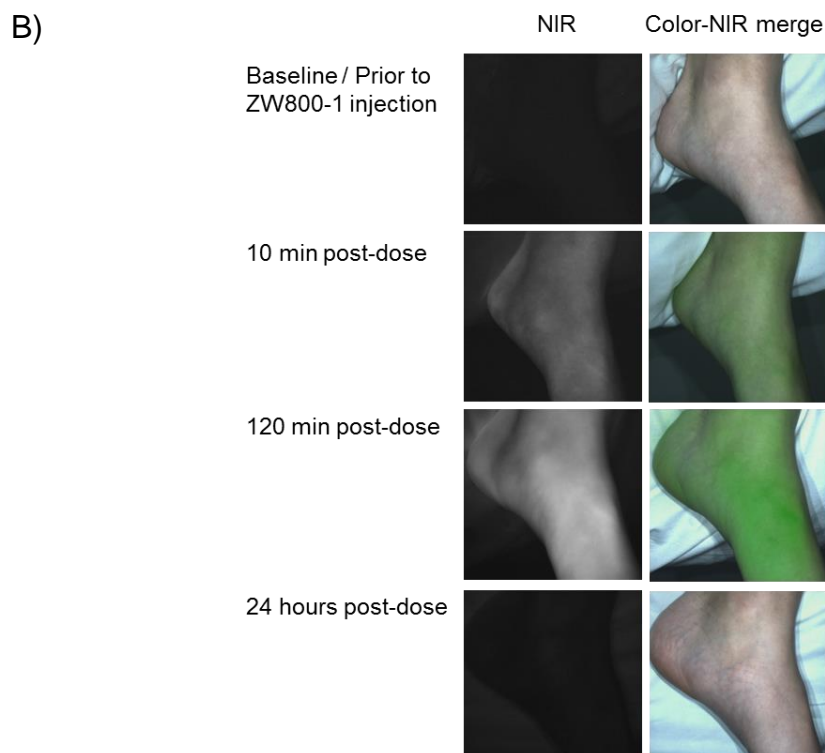 B)
NIR
Color-NIR merge
Baseline / Prior to
ZW800-1 injection
10 min post-dose
120 min post-dose
24 hours post-dose